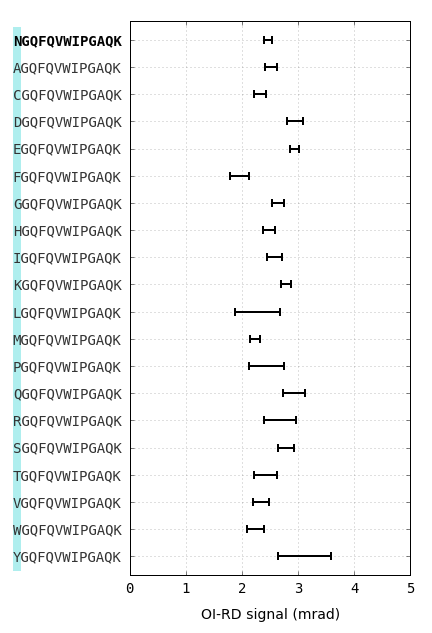 NGQFQVWIPGAQK
AGQFQVWIPGAQK
CGQFQVWIPGAQK
DGQFQVWIPGAQK
EGQFQVWIPGAQK
FGQFQVWIPGAQK
GGQFQVWIPGAQK
HGQFQVWIPGAQK
IGQFQVWIPGAQK
KGQFQVWIPGAQK
LGQFQVWIPGAQK
MGQFQVWIPGAQK
PGQFQVWIPGAQK
QGQFQVWIPGAQK
RGQFQVWIPGAQK
SGQFQVWIPGAQK
TGQFQVWIPGAQK
VGQFQVWIPGAQK
WGQFQVWIPGAQK
YGQFQVWIPGAQK
0 1 2 3 4 5
OI-RD signal (mrad)